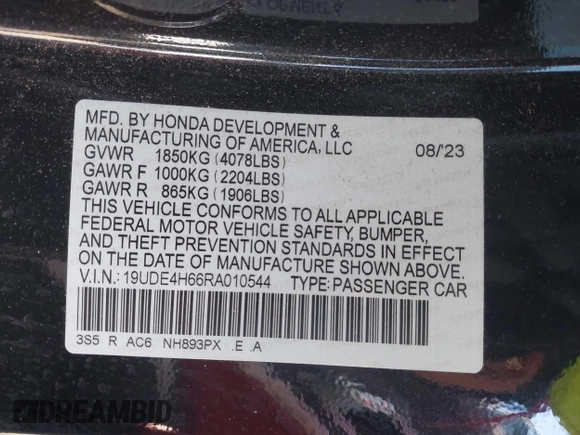 MFD. BY HONDA DEVELOPMENT &
MANUFACTURING OF AMERICA, LLC 08/'23
GVWR 1850KG (4078LBS)
GAWR F 1000KG (2204LBS)
GAWR R 865KG (1906LBS)
THIS VEHICLE CONFORMS TO ALL APPLICABLE
FEDERAL MOTOR VEHICLE SAFETY, BUMPER,
AND THEFT PREVENTION STANDARDS IN EFFECT
ON THE DATE OF MANUFACTURE SHOWN ABOVE.
V.I.N.: 19UDE4H66RA010544 TYPE:PASSENGER CAR
3S5 R AC6 NH893PX .E .A
DREAMBID